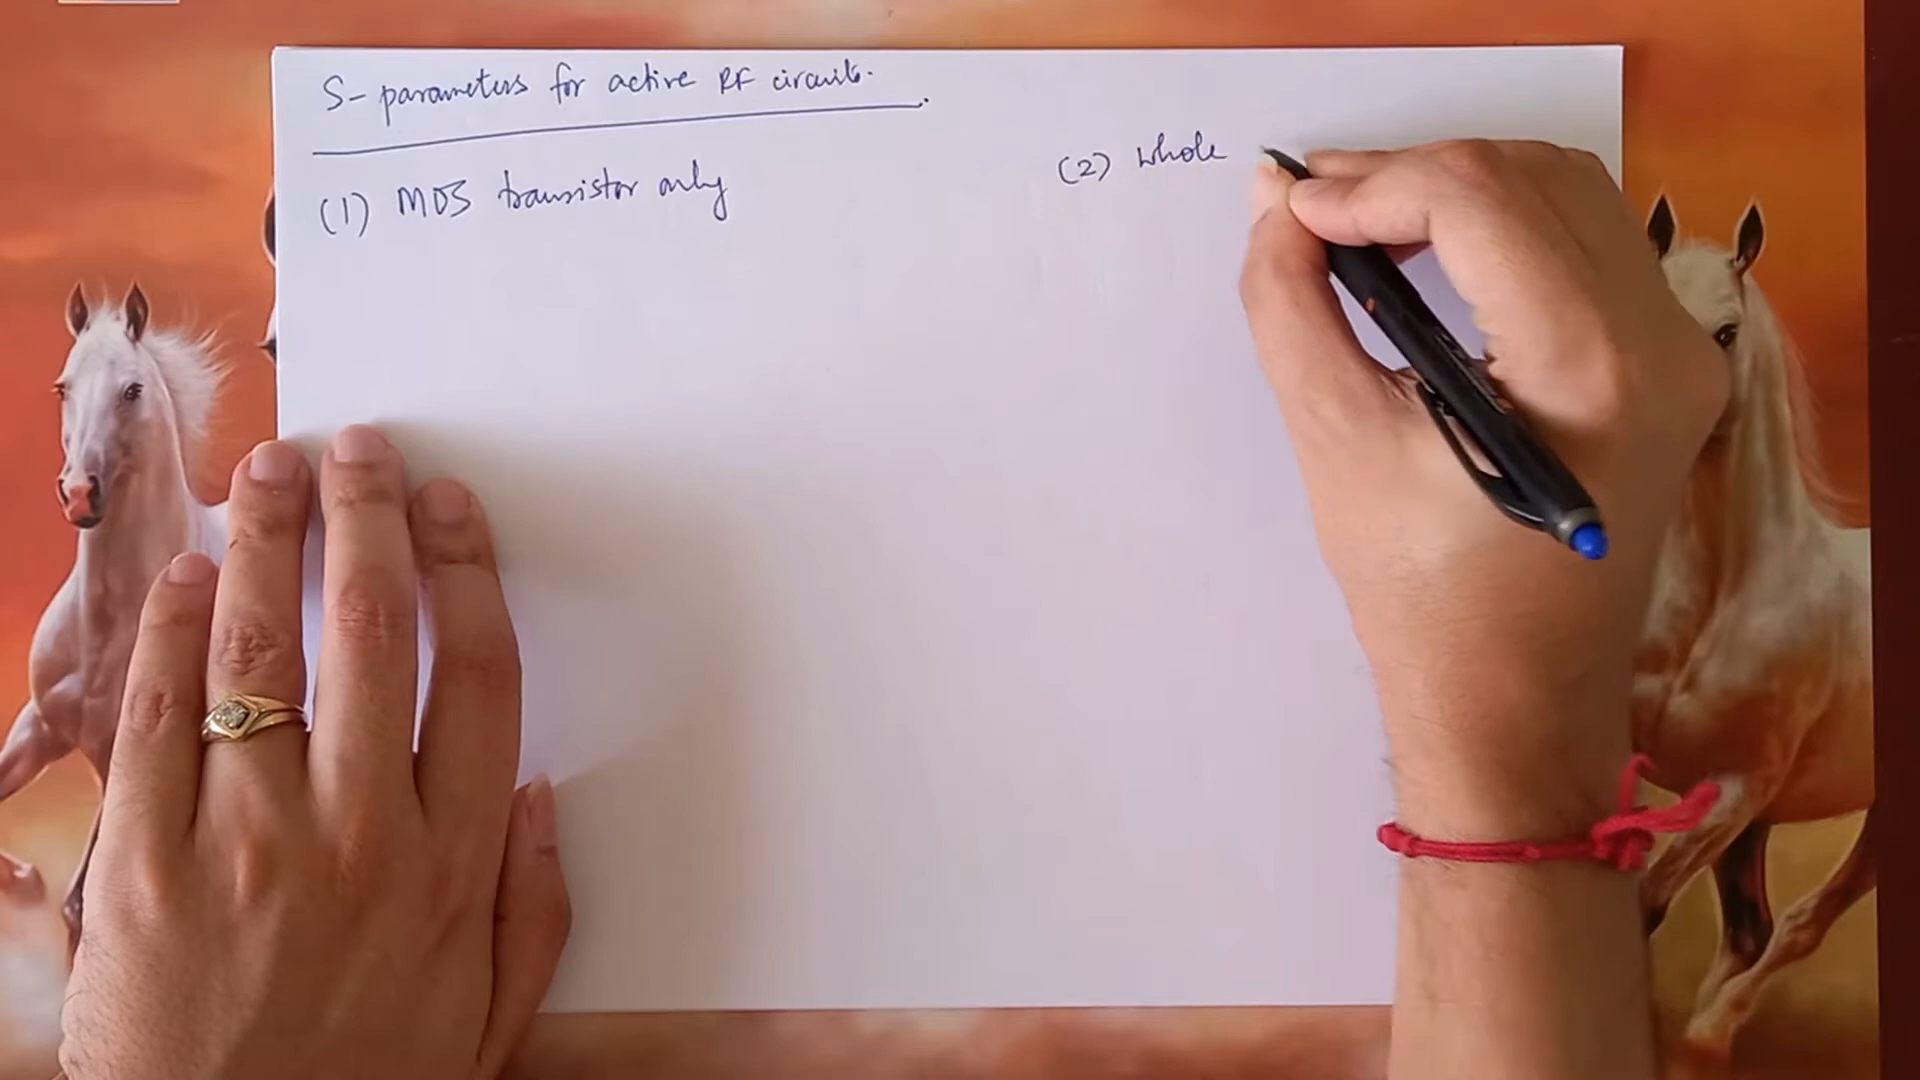 S-parameters for active RF circuits.
(1) MOS transistor only
(2) whole